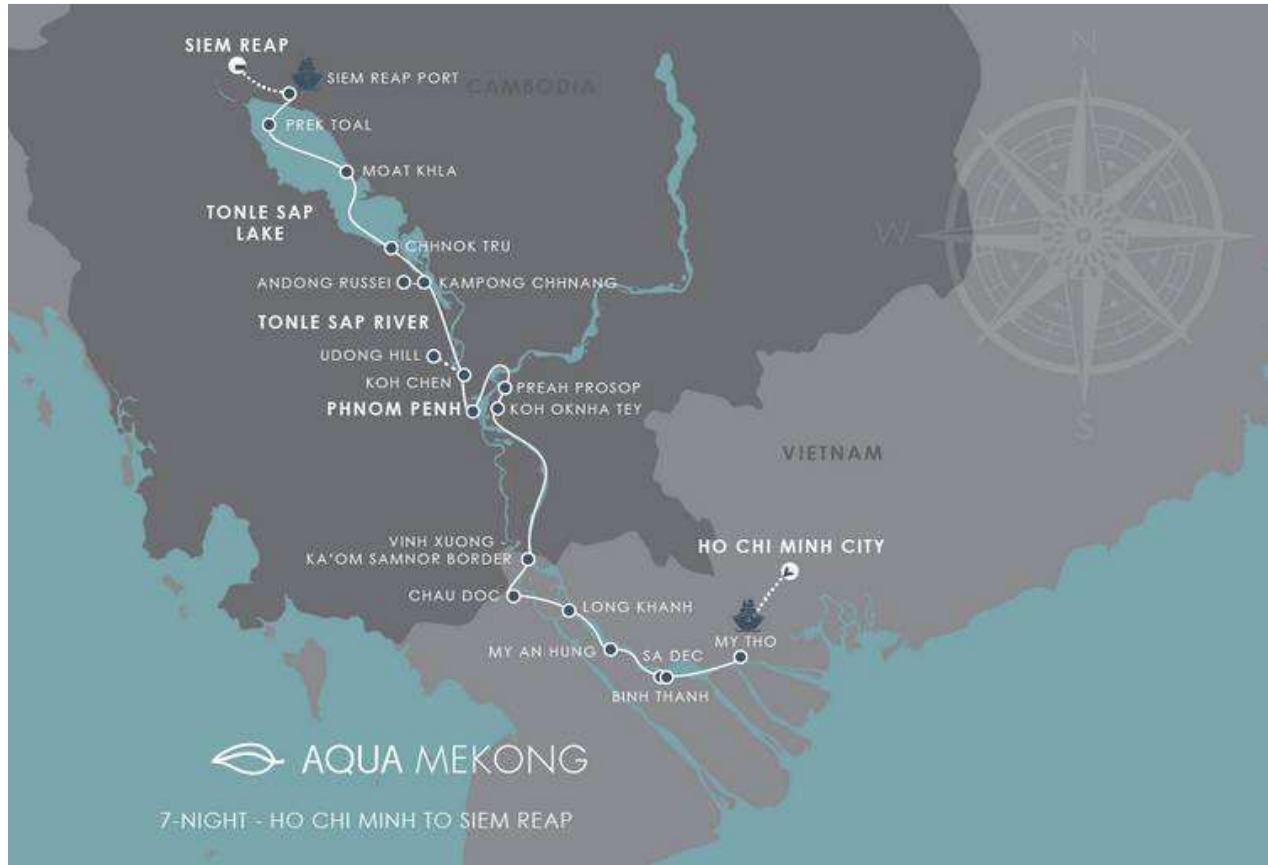 SIEM REAP
SIEM REAP PORT
CAMBODIA
N
PREK TOAL
MOAT KHLA
TONLE SAP
LAKE
W
CHHNOK TRU
ANDONG RUSSEI
KAMPONG CHHNANG
TONLE SAP RIVER
UDONG HILL
KOH CHEN
PREAH PROSOP
PHNOM PENH
KOH OKNHA TEY
S
VIETNAM
VINH XUONG -
KA'OM SAMNOR BORDER
HO CHI MINH CITY
CHAU DOC
LONG KHANH
MY THO
MY AN HUNG
SA DEC
BINH THANH
AQUA MEKONG
7-NIGHT - HO CHI MINH TO SIEM REAP